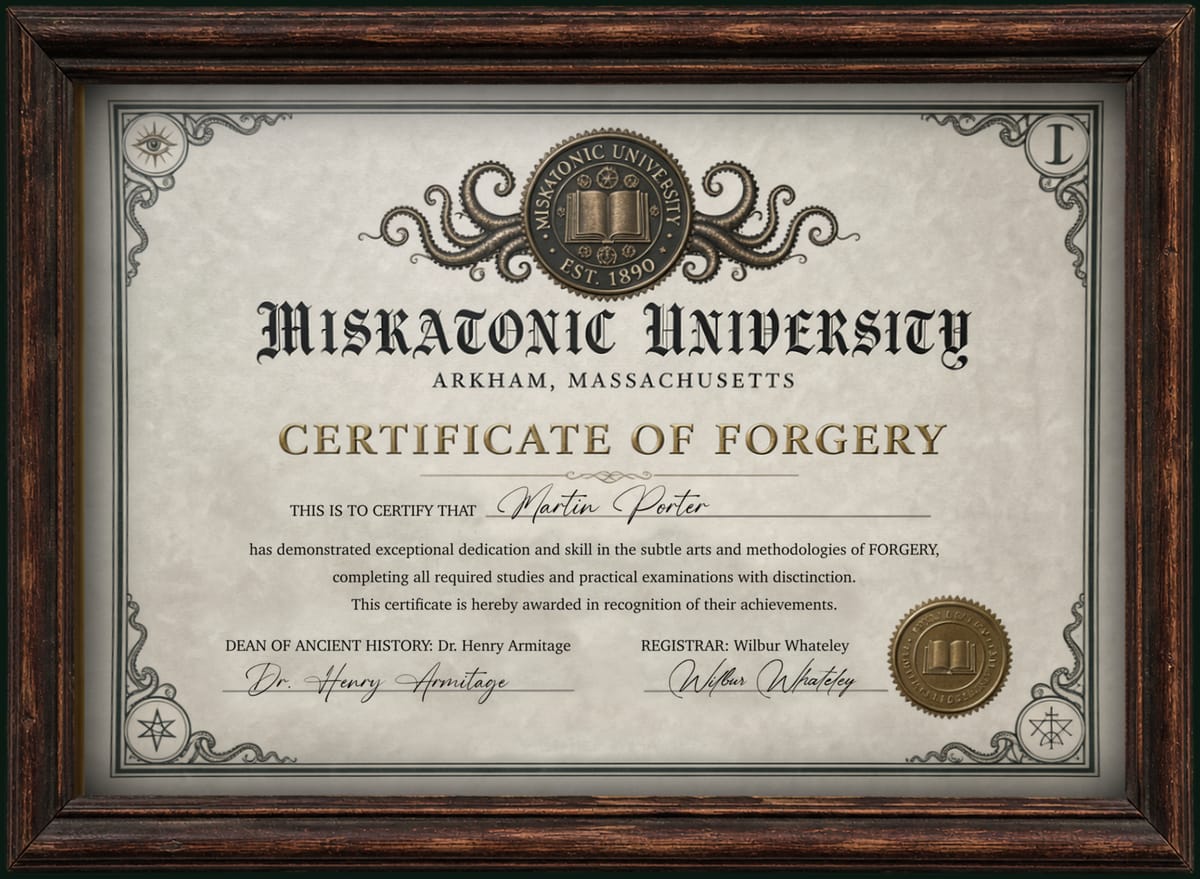 MISKATONIC UNIVERSITY
EST. 1890
I
MISKATONIC UNIVERSITY
ARKHAM, MASSACHUSETTS
CERTIFICATE OF FORGERY
THIS IS TO CERTIFY THAT Martin Porter
has demonstrated exceptional dedication and skill in the subtle arts and methodologies of FORGERY,
completing all required studies and practical examinations with disctinction.
This certificate is hereby awarded in recognition of their achievements.
DEAN OF ANCIENT HISTORY: Dr. Henry Armitage
Dr. Henry Armitage
REGISTRAR: Wilbur Whateley
Wilbur Whateley